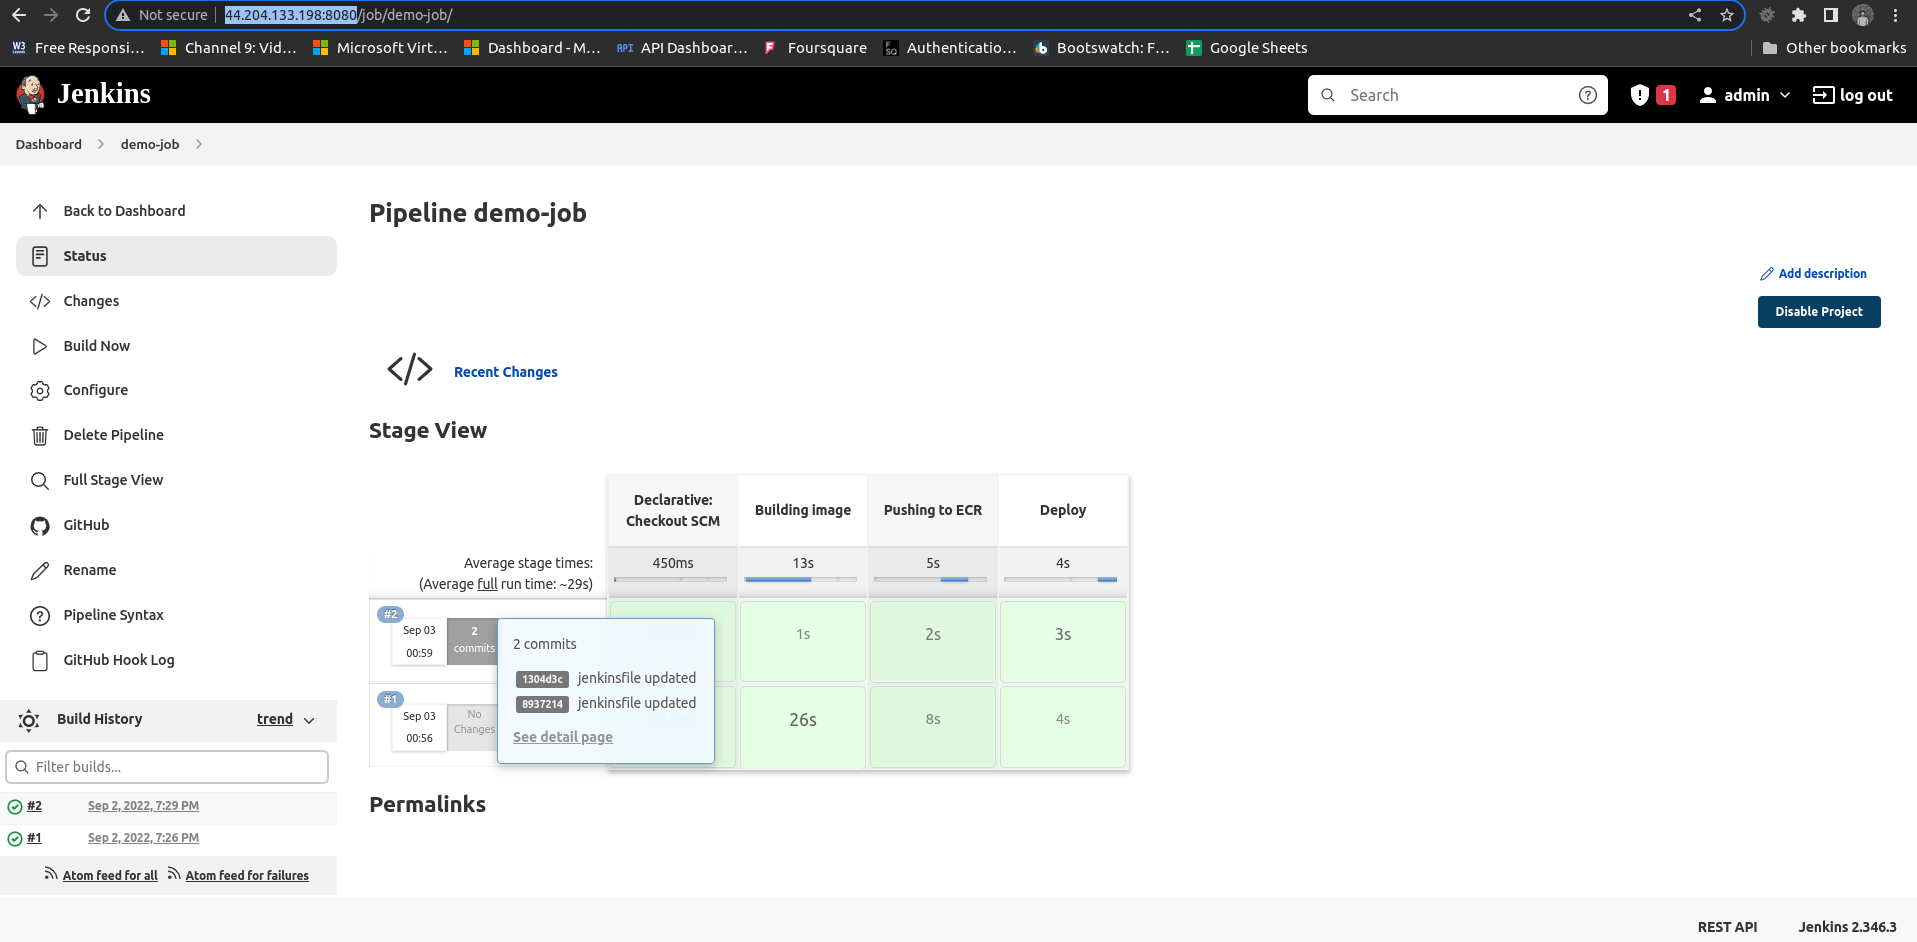 Not secure | 44.204.133.198:8080/job/demo-job/
Free Responsi... Channel 9: Vid... Microsoft Virt... Dashboard - M... API API Dashboar... Foursquare Authenticatio... Bootswatch: F... Google Sheets Other bookmarks
Jenkins Search 1 admin log out
Dashboard demo-job
Back to Dashboard
Status
Changes
Build Now
Configure
Delete Pipeline
Full Stage View
GitHub
Rename
Pipeline Syntax
GitHub Hook Log
Build History trend
Filter builds...
#2 Sep 2, 2022, 7:29 PM
#1 Sep 2, 2022, 7:26 PM
Atom feed for all Atom feed for failures
Pipeline demo-job
Add description
Disable Project
Recent Changes
Stage View
Declarative:
Checkout SCM
Building image Pushing to ECR Deploy
Average stage times:
(Average full run time: ~29s)
450ms 13s 5s 4s
#2
Sep 03
00:59
2
commits
1s 2s 3s
2 commits
1304d3c jenkinsfile updated
8937214 jenkinsfile updated
See detail page
#1
Sep 03
00:56
No
Changes
26s 8s 4s
Permalinks
REST API Jenkins 2.346.3